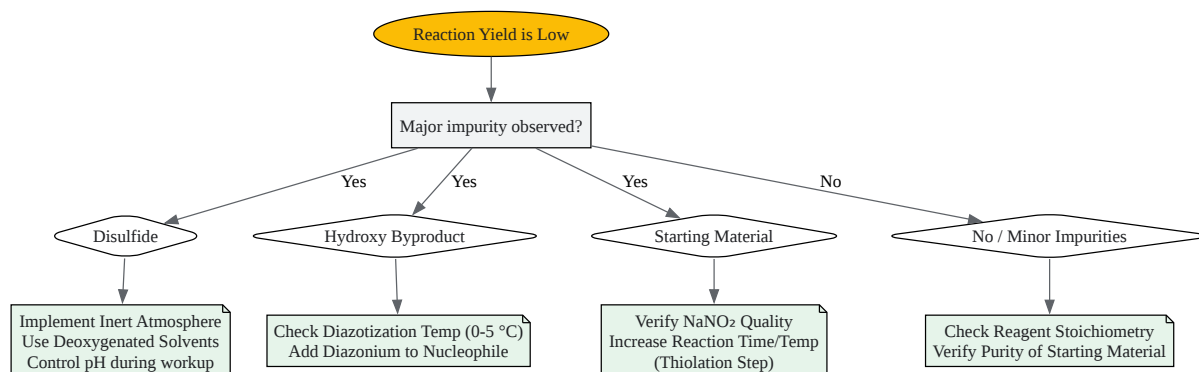 Reaction Yield is Low
Major impurity observed?
Yes
Yes
Yes
No
Disulfide
Hydroxy Byproduct
Starting Material
No / Minor Impurities
Implement Inert Atmosphere
Use Deoxygenated Solvents
Control pH during workup
Check Diazotization Temp (0-5 °C)
Add Diazonium to Nucleophile
Verify NaNO₂ Quality
Increase Reaction Time/Temp
(Thiolation Step)
Check Reagent Stoichiometry
Verify Purity of Starting Material